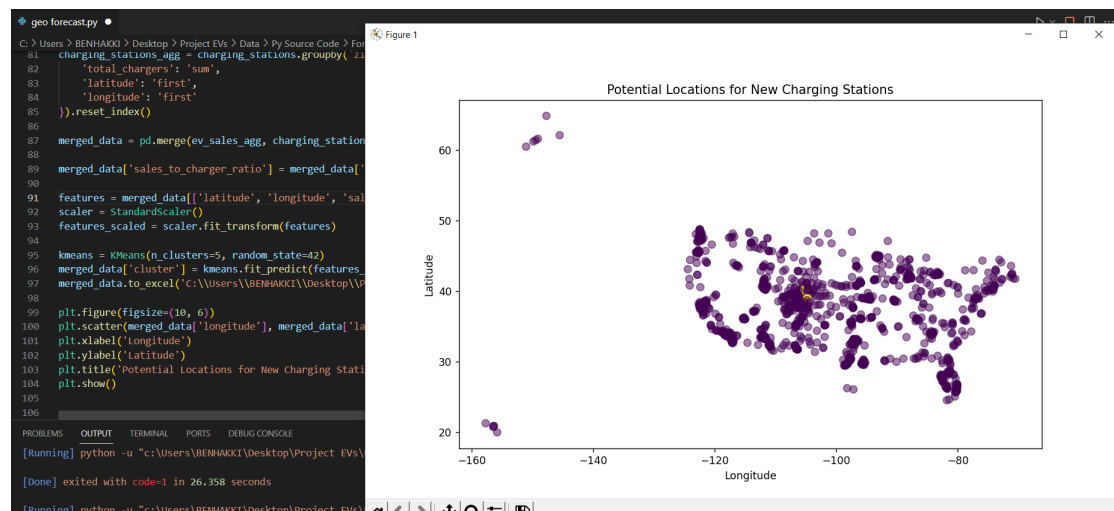 geo forecast.py
C: > Users > BENHAKKI > Desktop > Project EVs > Data > Py Source Code > For
81 charging_stations_agg = charging_stations.groupby('zi
82 'total_chargers': 'sum',
83 'latitude': 'first',
84 'longitude': 'first'
85 }).reset_index()
86
87 merged_data = pd.merge(ev_sales_agg, charging_station
88
89 merged_data['sales_to_charger_ratio'] = merged_data['
90
91 features = merged_data[['latitude', 'longitude', 'sal
92 scaler = StandardScaler()
93 features_scaled = scaler.fit_transform(features)
94
95 kmeans = KMeans(n_clusters=5, random_state=42)
96 merged_data['cluster'] = kmeans.fit_predict(features_
97 merged_data.to_excel('C:\\Users\\BENHAKKI\\Desktop\\P
98
99 plt.figure(figsize=(10, 6))
100 plt.scatter(merged_data['longitude'], merged_data['la
101 plt.xlabel('Longitude')
102 plt.ylabel('Latitude')
103 plt.title('Potential Locations for New Charging Stati
104 plt.show()
105
106
PROBLEMS OUTPUT TERMINAL PORTS DEBUG CONSOLE
[Running] python -u "c:\Users\BENHAKKI\Desktop\Project EVs\
[Done] exited with code=1 in 26.358 seconds
[Running] python -u "c:\Users\BENHAKKI\Desktop\Project EVs\
Figure 1
Potential Locations for New Charging Stations
Latitude
60
50
40
30
20
−160 −140 −120 −100 −80
Longitude